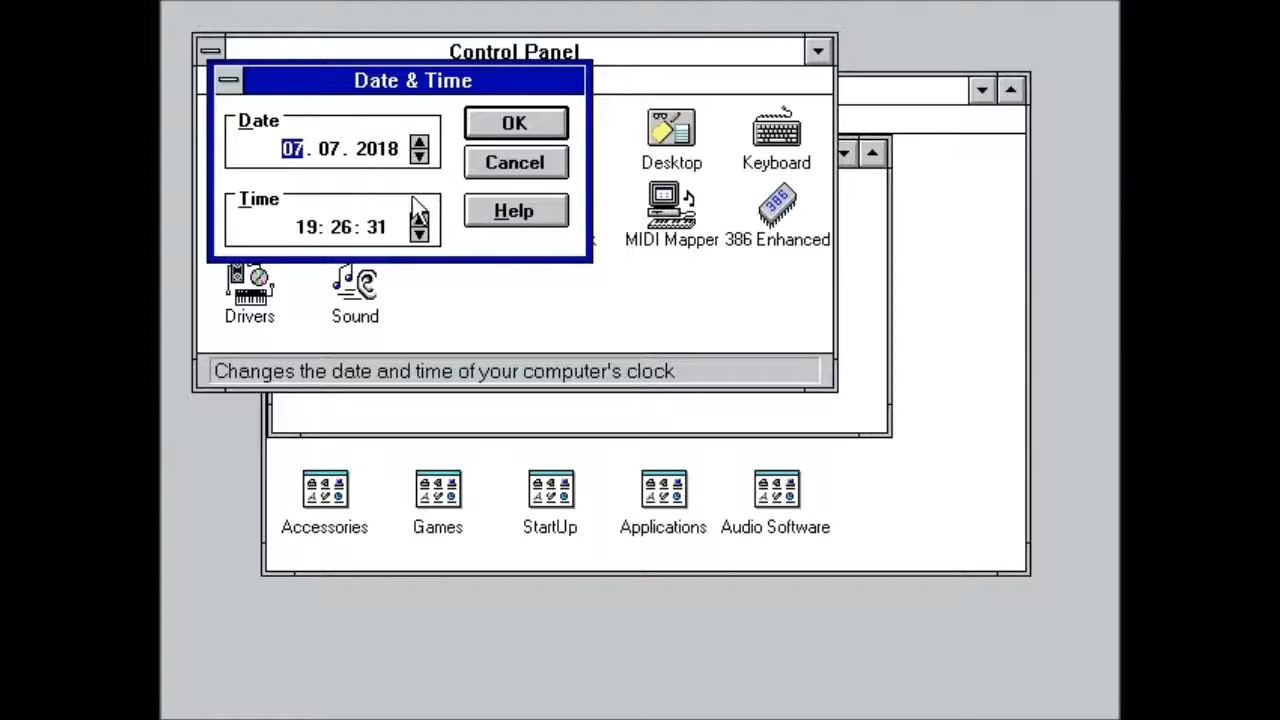 Control Panel
Date & Time
Date
07. 07. 2018
OK
Cancel
Time
19: 26: 31
Help
Desktop
Keyboard
MIDI Mapper
386
386 Enhanced
Drivers
Sound
Changes the date and time of your computer's clock
Accessories
Games
StartUp
Applications
Audio Software